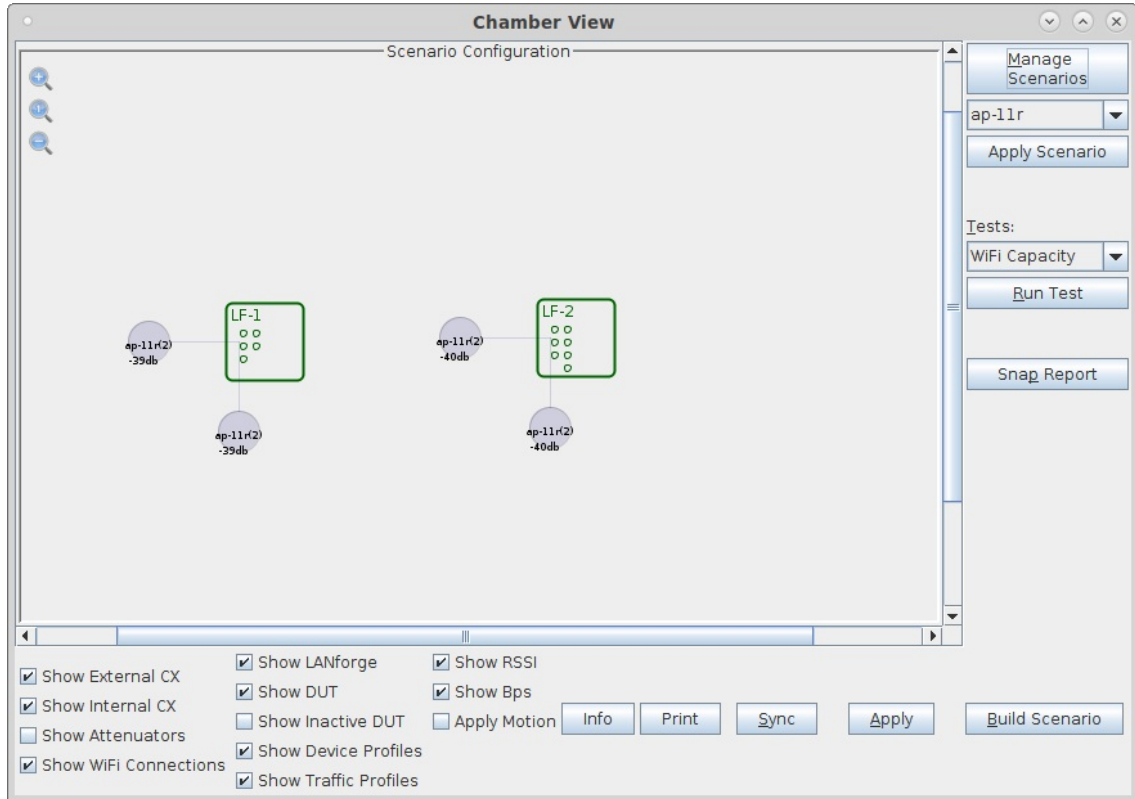 Chamber View
Scenario Configuration
Manage
Scenarios
ap-11r
Apply Scenario
Tests:
WiFi Capacity
Run Test
Snap Report
LF-1
ap-11r(2)
-39db
ap-11r(2)
-39db
LF-2
ap-11r(2)
-40db
ap-11r(2)
-40db
Show External CX
Show Internal CX
Show Attenuators
Show WiFi Connections
Show LANforge
Show DUT
Show Inactive DUT
Show Device Profiles
Show Traffic Profiles
Show RSSI
Show Bps
Apply Motion
Info
Print
Sync
Apply
Build Scenario